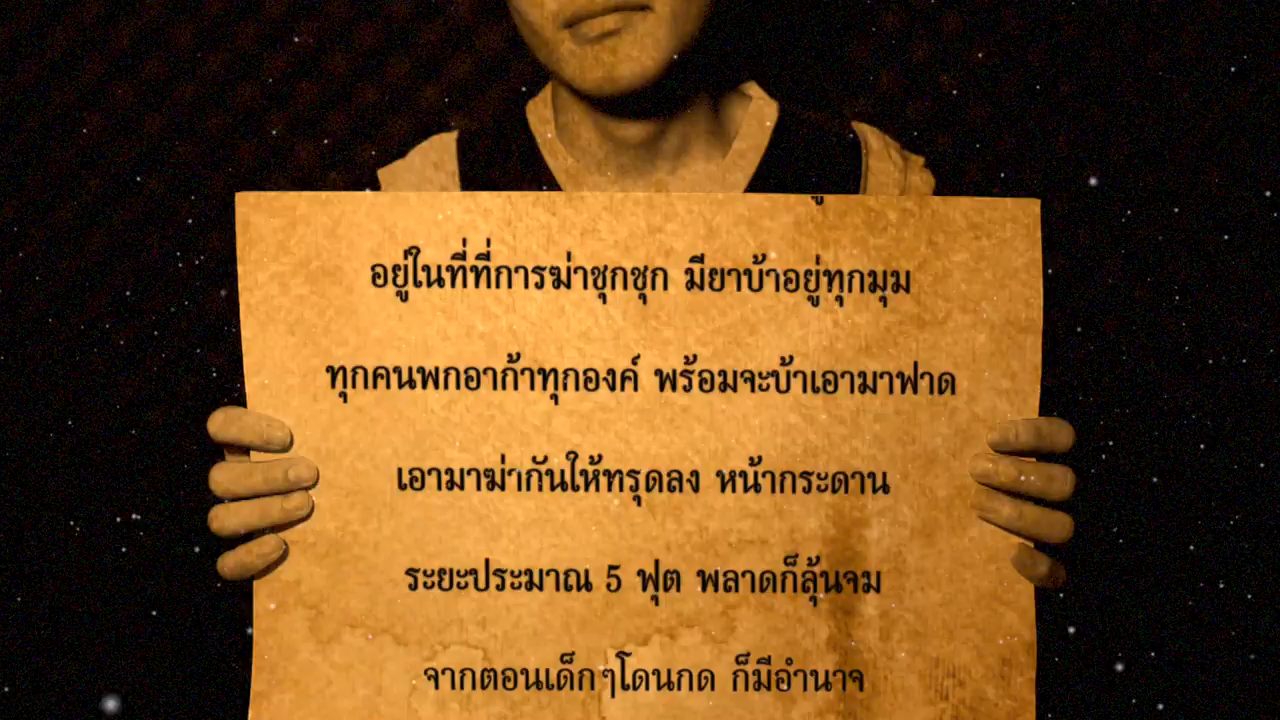 อยู่ในที่ที่การฆ่าชุกชุก มียาบ้าอยู่ทุกมุม
ทุกคนพกอาก้าทุกองค์ พร้อมจะบ้าเอามาฟาด
เอามาฆ่ากันให้ทรุดลง หน้ากระดาน
ระยะประมาณ 5 ฟุต พลาดก็ลุ้นจม
จากตอนเด็กๆโดนกด ก็มีอำนาจ